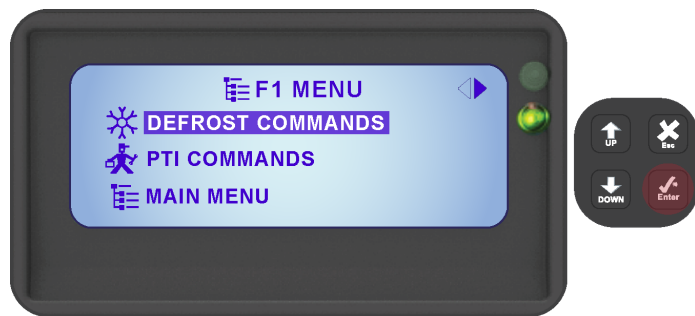 F1 MENU
DEFROST COMMANDS
PTI COMMANDS
MAIN MENU
UP
Esc
DOWN
Enter